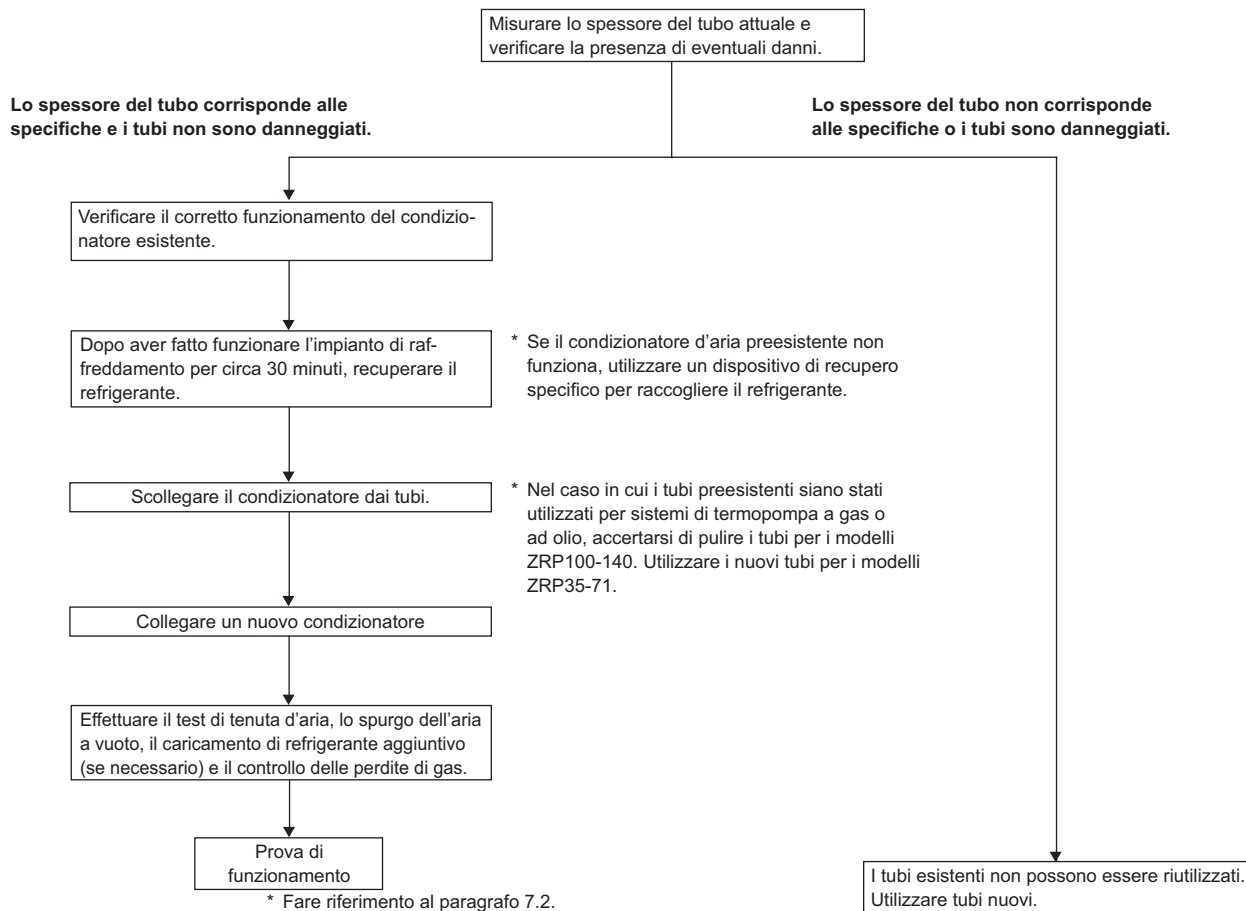 Misurare lo spessore del tubo attuale e
verificare la presenza di eventuali danni.
Lo spessore del tubo corrisponde alle
specifiche e i tubi non sono danneggiati.
Lo spessore del tubo non corrisponde
alle specifiche o i tubi sono danneggiati.
Verificare il corretto funzionamento del condizio-
natore esistente.
Dopo aver fatto funzionare l'impianto di raf-
freddamento per circa 30 minuti, recuperare il
refrigerante.
* Se il condizionatore d'aria preesistente non
funziona, utilizzare un dispositivo di recupero
specifico per raccogliere il refrigerante.
Scollegare il condizionatore dai tubi.
* Nel caso in cui i tubi preesistenti siano stati
utilizzati per sistemi di termopompa a gas o
ad olio, accertarsi di pulire i tubi per i modelli
ZRP100-140. Utilizzare i nuovi tubi per i modelli
ZRP35-71.
Collegare un nuovo condizionatore
Effettuare il test di tenuta d'aria, lo spurgo dell'aria
a vuoto, il caricamento di refrigerante aggiuntivo
(se necessario) e il controllo delle perdite di gas.
Prova di
funzionamento
* Fare riferimento al paragrafo 7.2.
I tubi esistenti non possono essere riutilizzati.
Utilizzare tubi nuovi.